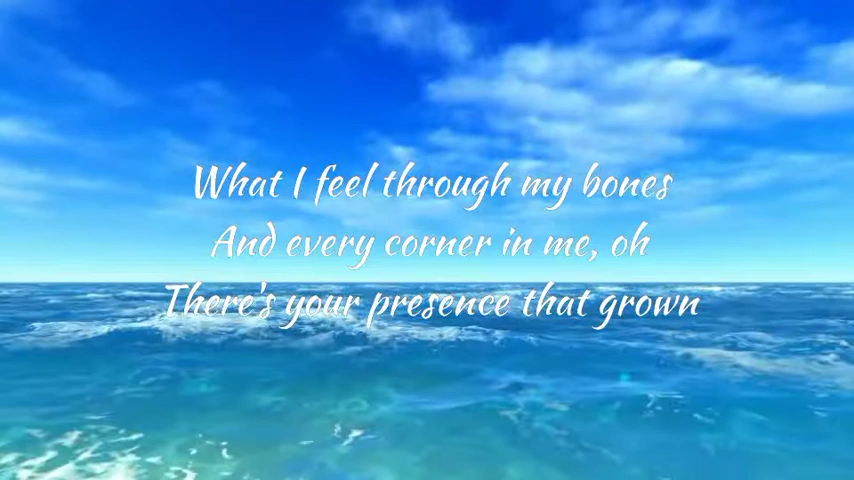 What I feel through my bones
And every corner in me, oh
There's your presence that grown